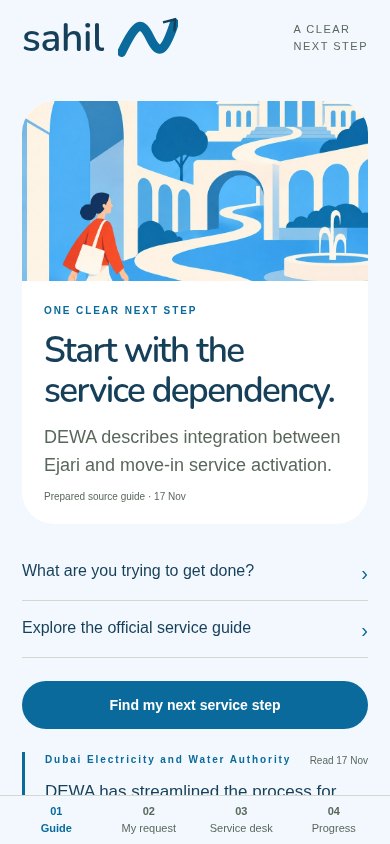 sahil
A CLEAR
NEXT STEP
ONE CLEAR NEXT STEP
Start with the
service dependency.
DEWA describes integration between
Ejari and move-in service activation.
Prepared source guide · 17 Nov
What are you trying to get done?
Explore the official service guide
Find my next service step
Dubai Electricity and Water Authority
Read 17 Nov
DEWA has streamlined the process for
01 02 03 04
Guide My request Service desk Progress